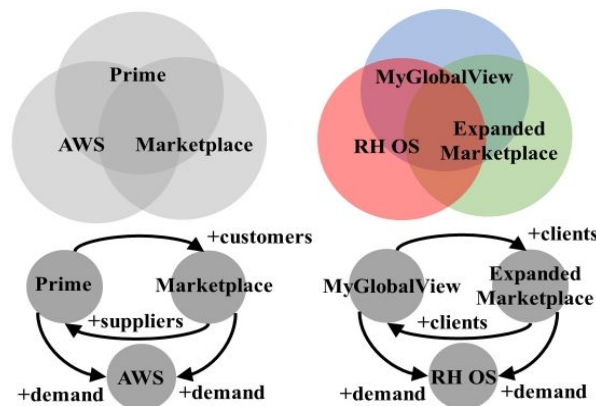 Prime
AWS
Marketplace
MyGlobalView
RH OS
Expanded
Marketplace
+customers
Prime
Marketplace
+suppliers
+demand
AWS
+demand
+clients
MyGlobalView
Expanded
Marketplace
+clients
+demand
RH OS
+demand